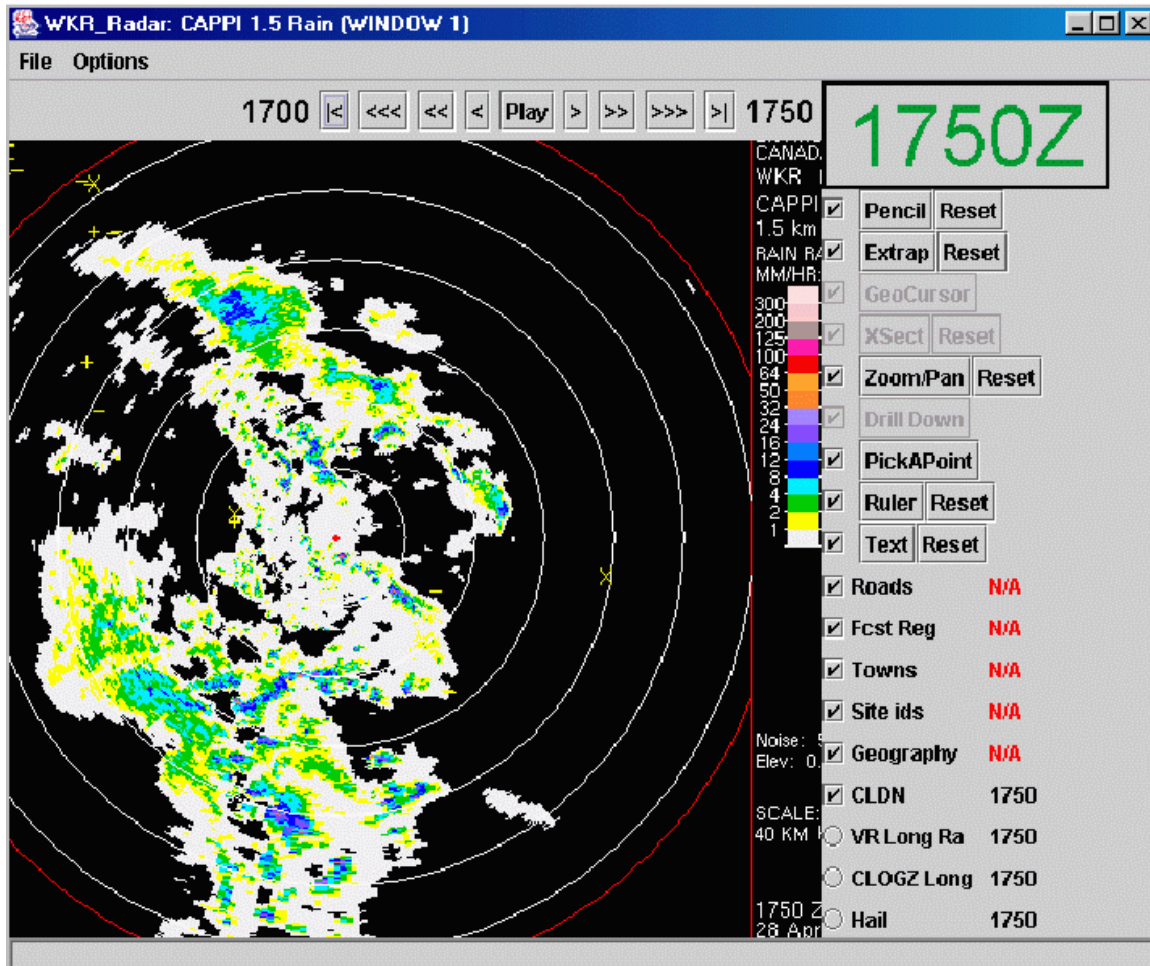 WKR_Radar: CAPPI 1.5 Rain (WINDOW 1)
File Options
1700 |< <<< << < Play > >> >>> >| 1750
1750Z
CANAD
WKR
CAPPI
1.5 km
RAIN RA
MM/HR:
300
200
125
100
64
50
32
24
16
12
8
4
2
1
Noise: 5
Elev: 0.
SCALE:
40 KM
1750 Z
28 Apr
Pencil Reset
Extrap Reset
GeoCursor
XSect Reset
Zoom/Pan Reset
Drill Down
PickAPoint
Ruler Reset
Text Reset
Roads N/A
Fcst Reg N/A
Towns N/A
Site ids N/A
Geography N/A
CLDN 1750
VR Long Ra 1750
CLOGZ Long 1750
Hail 1750